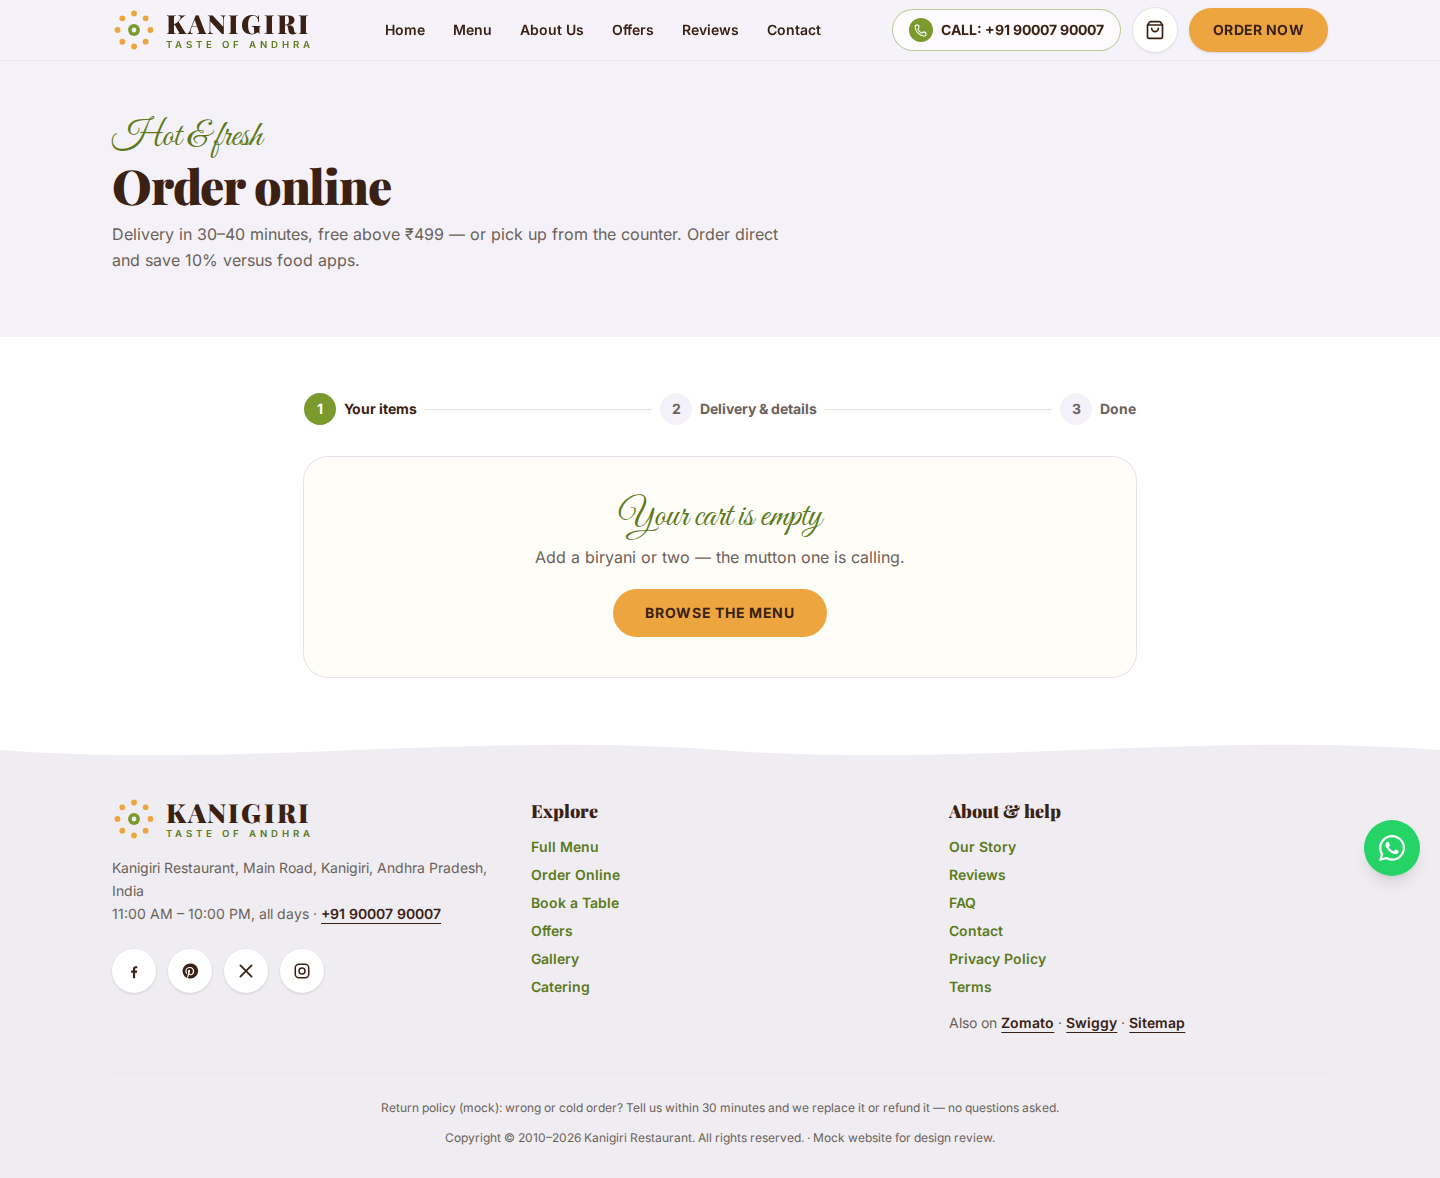 KANIGIRI
TASTE OF ANDHRA
Home Menu About Us Offers Reviews Contact
CALL: +91 90007 90007
ORDER NOW
Hot & fresh
Order online
Delivery in 30–40 minutes, free above ₹499 — or pick up from the counter. Order direct
and save 10% versus food apps.
1 Your items
2 Delivery & details
3 Done
Your cart is empty
Add a biryani or two — the mutton one is calling.
BROWSE THE MENU
KANIGIRI
TASTE OF ANDHRA
Kanigiri Restaurant, Main Road, Kanigiri, Andhra Pradesh,
India
11:00 AM – 10:00 PM, all days · +91 90007 90007
Explore
Full Menu
Order Online
Book a Table
Offers
Gallery
Catering
About & help
Our Story
Reviews
FAQ
Contact
Privacy Policy
Terms
Also on Zomato · Swiggy · Sitemap
Return policy (mock): wrong or cold order? Tell us within 30 minutes and we replace it or refund it — no questions asked.
Copyright © 2010–2026 Kanigiri Restaurant. All rights reserved. · Mock website for design review.